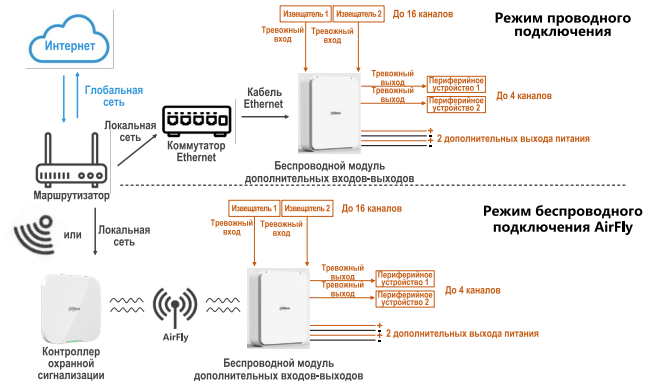 Режим проводного
подключения
Извещатель 1
Извещатель 2
До 16 каналов
Тревожный
вход
Тревожный
вход
Интернет
Глобальная
сеть
Тревожный
выход
Тревожный
выход
Периферийное
устройство 1
Периферийное
устройство 2
До 4 каналов
Кабель
Ethernet
Локальная
сеть
Коммутатор
Ethernet
alhua
+
-
+
-
2 дополнительных выхода питания
Беспроводной модуль
дополнительных входов-выходов
Маршрутизатор
или
Локальная
сеть
Режим беспроводного
подключения AirFly
Извещатель 1
Извещатель 2
До 16 каналов
Тревожный
вход
Тревожный
вход
Тревожный
выход
Тревожный
выход
Периферийное
устройство 1
Периферийное
устройство 2
До 4 каналов
AirFly
+
-
+
-
2 дополнительных выхода питания
Контроллер
охранной
сигнализации
Беспроводной модуль
дополнительных входов-выходов